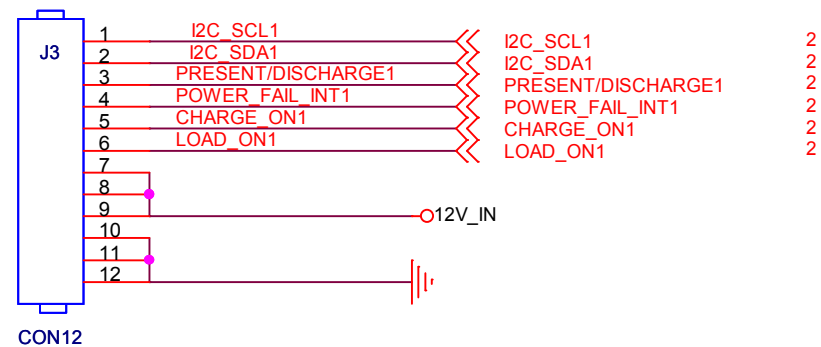 J3
1 I2C_SCL1 I2C_SCL1 2
2 I2C_SDA1 I2C_SDA1 2
3 PRESENT/DISCHARGE1 PRESENT/DISCHARGE1 2
4 POWER_FAIL_INT1 POWER_FAIL_INT1 2
5 CHARGE_ON1 CHARGE_ON1 2
6 LOAD_ON1 LOAD_ON1 2
7
8
9 12V_IN
10
11
12
CON12